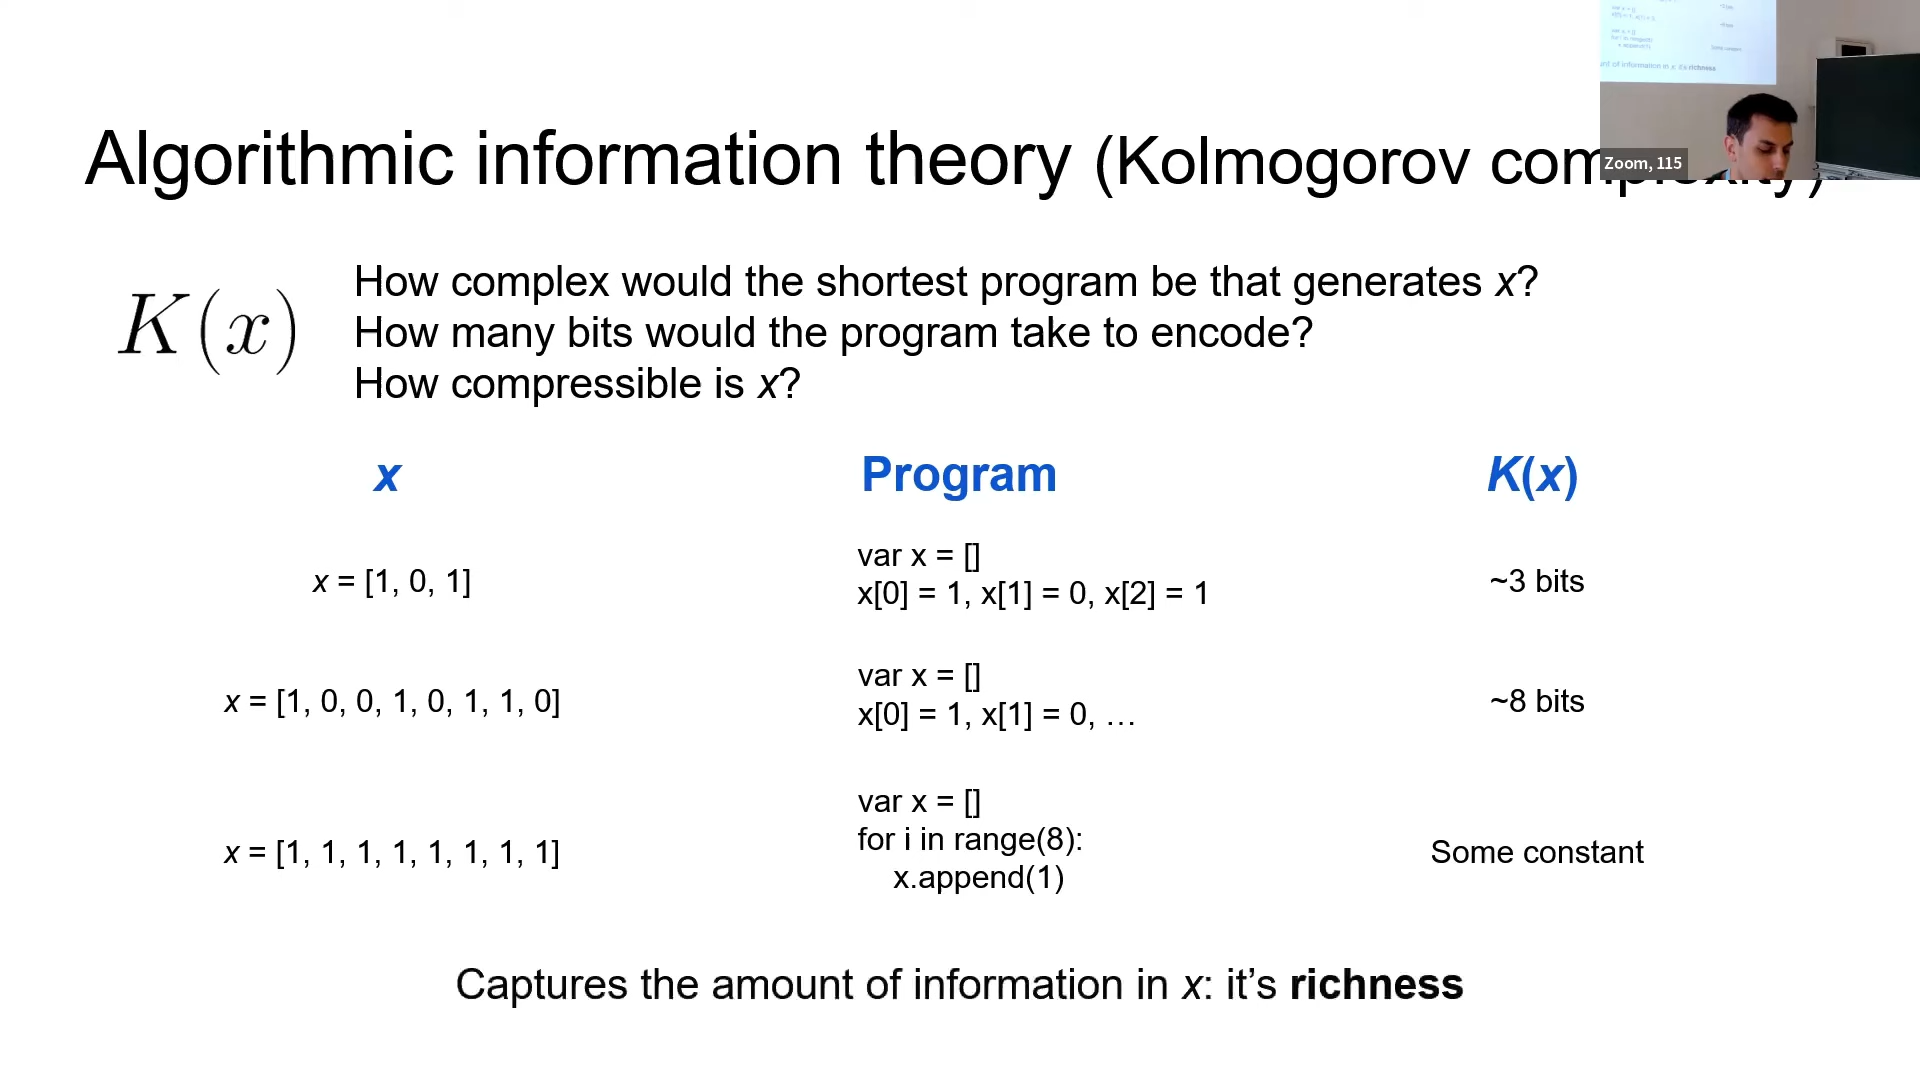 Algorithmic information theory (Kolmogorov complexity)
Zoom, 115
K(x)
How complex would the shortest program be that generates x?
How many bits would the program take to encode?
How compressible is x?
x
Program
K(x)
x = [1, 0, 1]
var x = []
x[0] = 1, x[1] = 0, x[2] = 1
~3 bits
x = [1, 0, 0, 1, 0, 1, 1, 0]
var x = []
x[0] = 1, x[1] = 0, …
~8 bits
x = [1, 1, 1, 1, 1, 1, 1, 1]
var x = []
for i in range(8):
x.append(1)
Some constant
Captures the amount of information in x: it’s richness